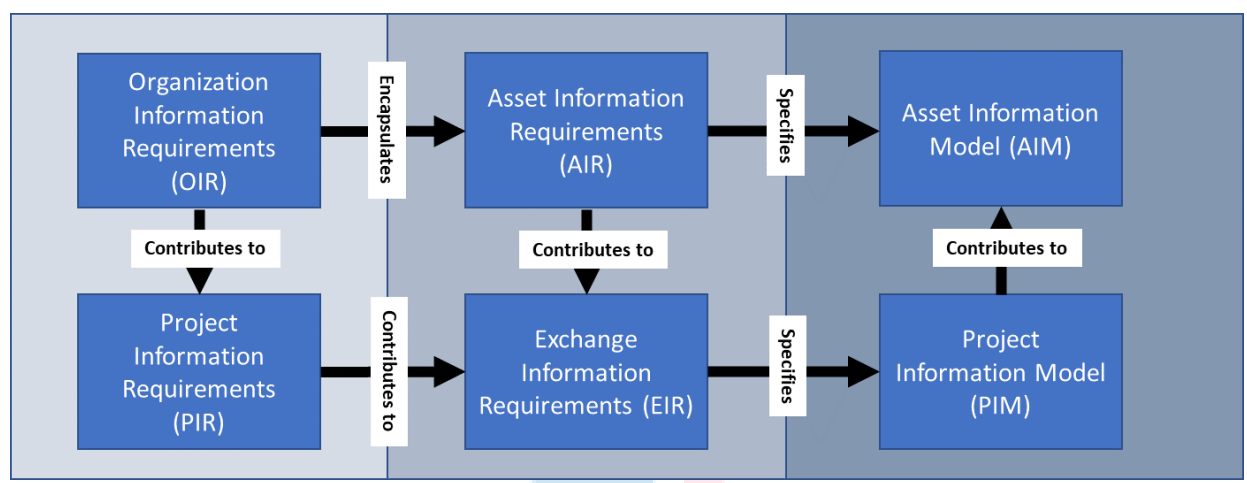 Organization
Information
Requirements
(OIR)
Encapsulates
Asset Information
Requirements
(AIR)
Specifies
Asset Information
Model (AIM)
Contributes to
Contributes to
Contributes to
Project
Information
Requirements
(PIR)
Contributes to
Exchange
Information
Requirements (EIR)
Specifies
Project
Information Model
(PIM)